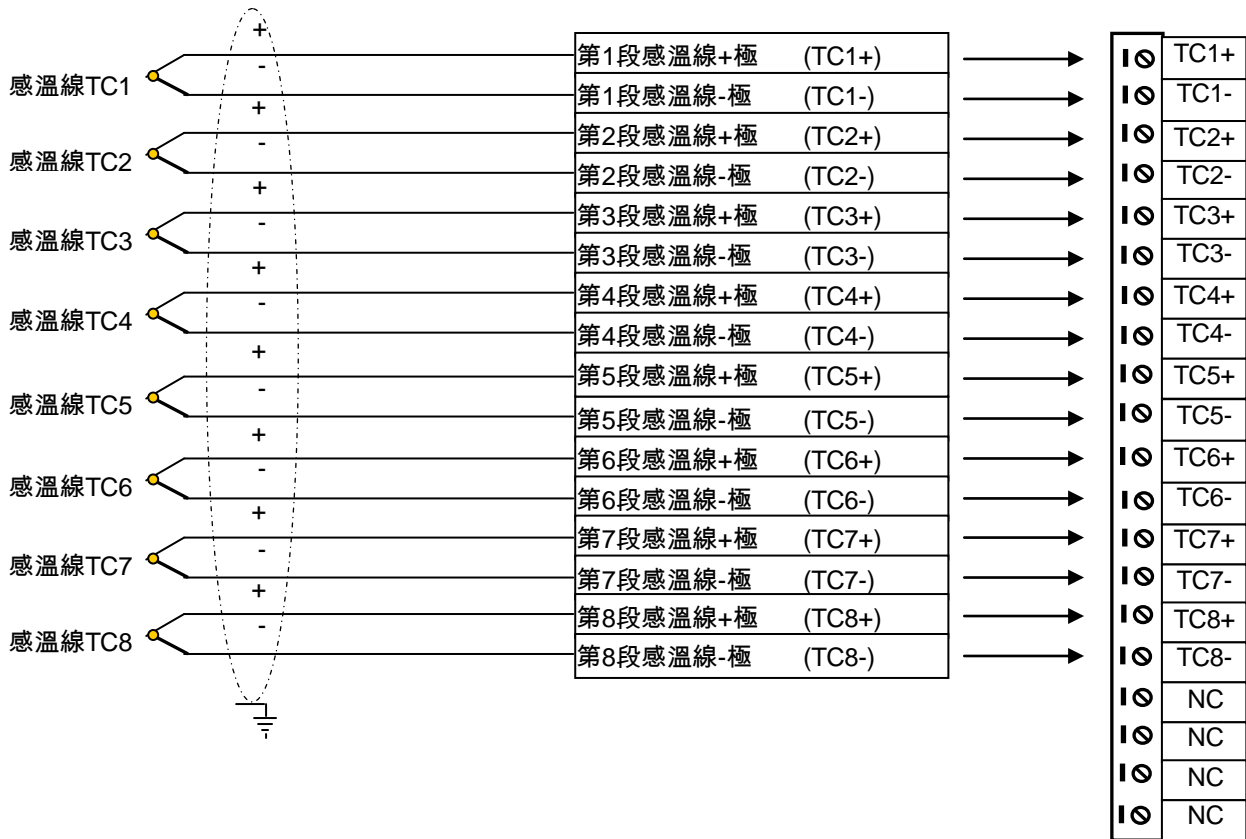 +
第1段感溫線+極 (TC1+) TC1+
-
感溫線TC1
第1段感溫線-極 (TC1-) TC1-
+
第2段感溫線+極 (TC2+) TC2+
-
感溫線TC2
第2段感溫線-極 (TC2-) TC2-
+
第3段感溫線+極 (TC3+) TC3+
-
感溫線TC3
第3段感溫線-極 (TC3-) TC3-
+
第4段感溫線+極 (TC4+) TC4+
-
感溫線TC4
第4段感溫線-極 (TC4-) TC4-
+
第5段感溫線+極 (TC5+) TC5+
-
感溫線TC5
第5段感溫線-極 (TC5-) TC5-
+
第6段感溫線+極 (TC6+) TC6+
-
感溫線TC6
第6段感溫線-極 (TC6-) TC6-
+
第7段感溫線+極 (TC7+) TC7+
-
感溫線TC7
第7段感溫線-極 (TC7-) TC7-
+
第8段感溫線+極 (TC8+) TC8+
-
感溫線TC8
第8段感溫線-極 (TC8-) TC8-
NC
NC
NC
NC